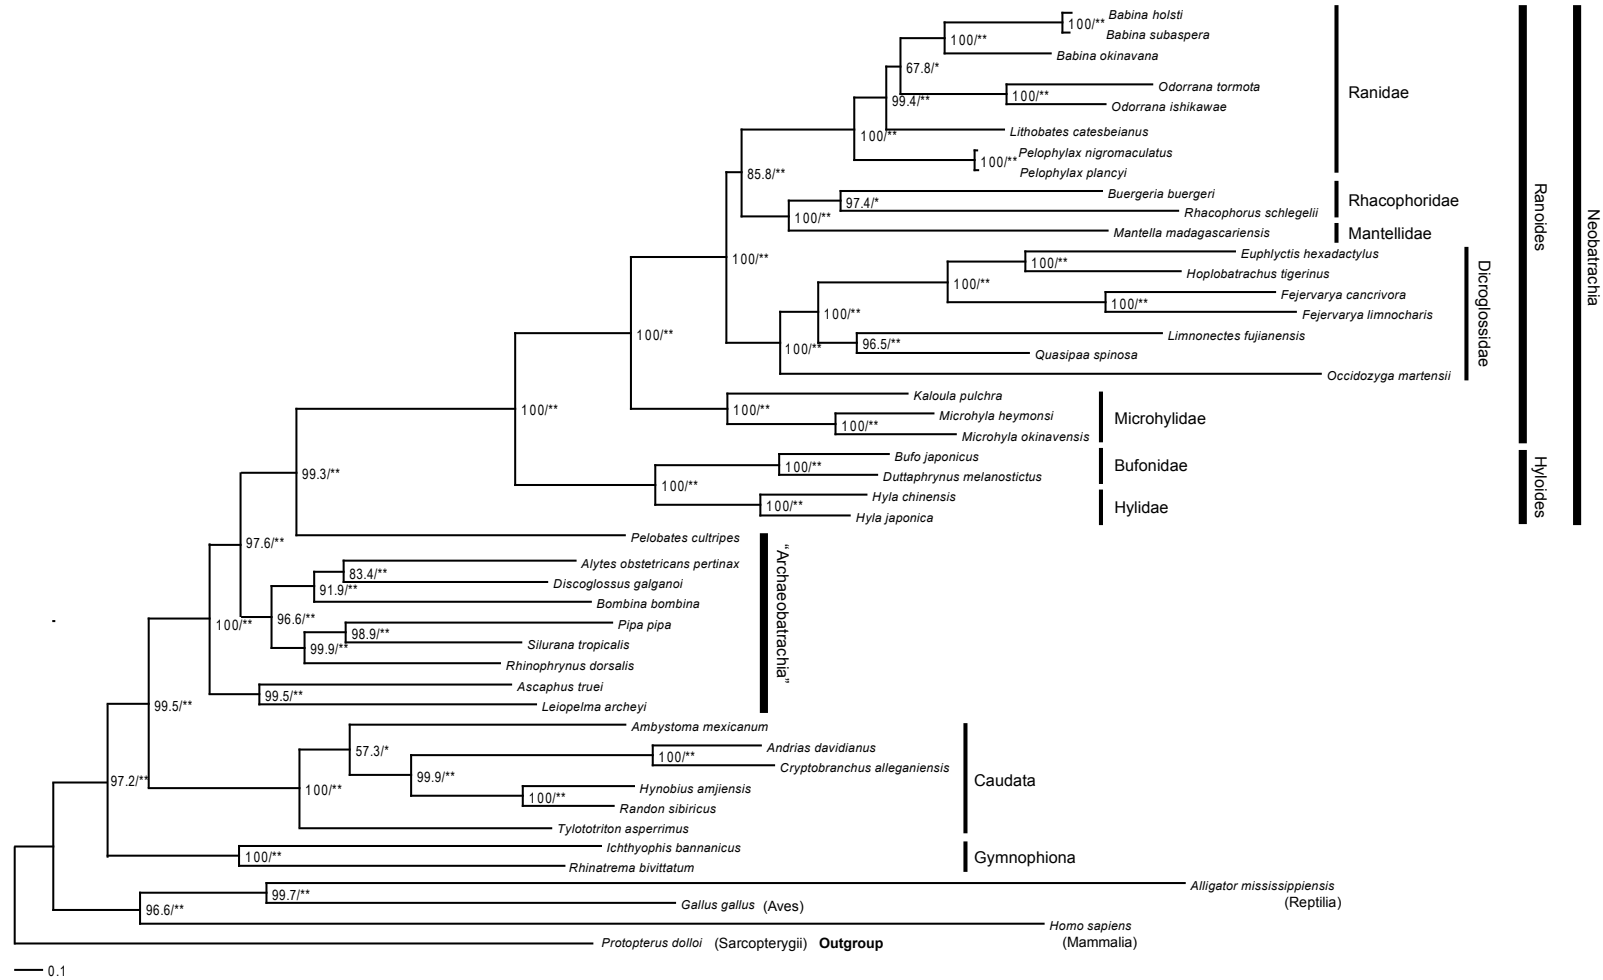 Babina holsti
100/**
Babina subaspera
100/**
Babina okinavana
67.8/*
Odorrana tormota
100/**
99.4/**
Odorrana ishikawae
Ranidae
Lithobates catesbeianus
100/**
Pelophylax nigromaculatus
100/**
Pelophylax plancyi
85.8/**
Buergeria buergeri
97.4/*
Rhacophorus schlegelii
Rhacophoridae
100/**
Mantella madagascariensis
Mantellidae
Ranoides
Neobatrachia
100/**
Euphlyctis hexadactylus
100/**
Hoplobatrachus tigerinus
100/**
Fejervarya cancrivora
100/**
Fejervarya limnocharis
100/**
Limnonectes fujianensis
96.5/**
100/**
Quasipaa spinosa
Dicroglossidae
Occidozyga martensii
100/**
Kaloula pulchra
100/**
Microhyla heymonsi
100/**
Microhyla okinavensis
Microhylidae
100/**
Bufo japonicus
100/**
Duttaphrynus melanostictus
Bufonidae
100/**
Hyla chinensis
100/**
Hyla japonica
Hylidae
Hyloides
99.3/**
Pelobates cultripes
97.6/**
Alytes obstetricans pertinax
83.4/**
Discoglossus galganoi
91.9/**
Bombina bombina
96.6/**
Pipa pipa
98.9/**
Silurana tropicalis
99.9/**
Rhinophrynus dorsalis
100/**
Ascaphus truei
99.5/**
Leiopelma archeyi
“Archaeobatrachia”
99.5/**
Ambystoma mexicanum
57.3/*
Andrias davidianus
100/**
Cryptobranchus alleganiensis
99.9/**
Hynobius amjiensis
100/**
Randon sibiricus
100/**
Tylototriton asperrimus
Caudata
97.2/**
Ichthyophis bannanicus
100/**
Rhinatrema bivittatum
Gymnophiona
Alligator mississippiensis
(Reptilia)
99.7/**
Gallus gallus (Aves)
96.6/**
Homo sapiens
(Mammalia)
Protopterus dolloi (Sarcopterygii) Outgroup
0.1